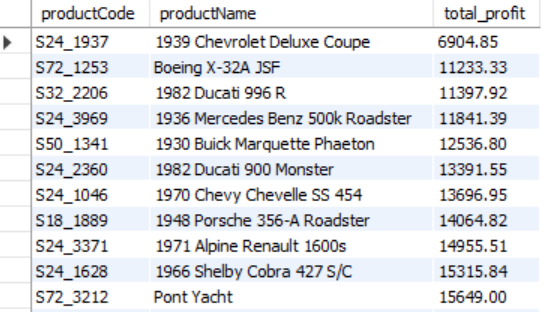 productCode productName total_profit
S24_1937 1939 Chevrolet Deluxe Coupe 6904.85
S72_1253 Boeing X-32A JSF 11233.33
S32_2206 1982 Ducati 996 R 11397.92
S24_3969 1936 Mercedes Benz 500k Roadster 11841.39
S50_1341 1930 Buick Marquette Phaeton 12536.80
S24_2360 1982 Ducati 900 Monster 13391.55
S24_1046 1970 Chevy Chevelle SS 454 13696.95
S18_1889 1948 Porsche 356-A Roadster 14064.82
S24_3371 1971 Alpine Renault 1600s 14955.51
S24_1628 1966 Shelby Cobra 427 S/C 15315.84
S72_3212 Pont Yacht 15649.00